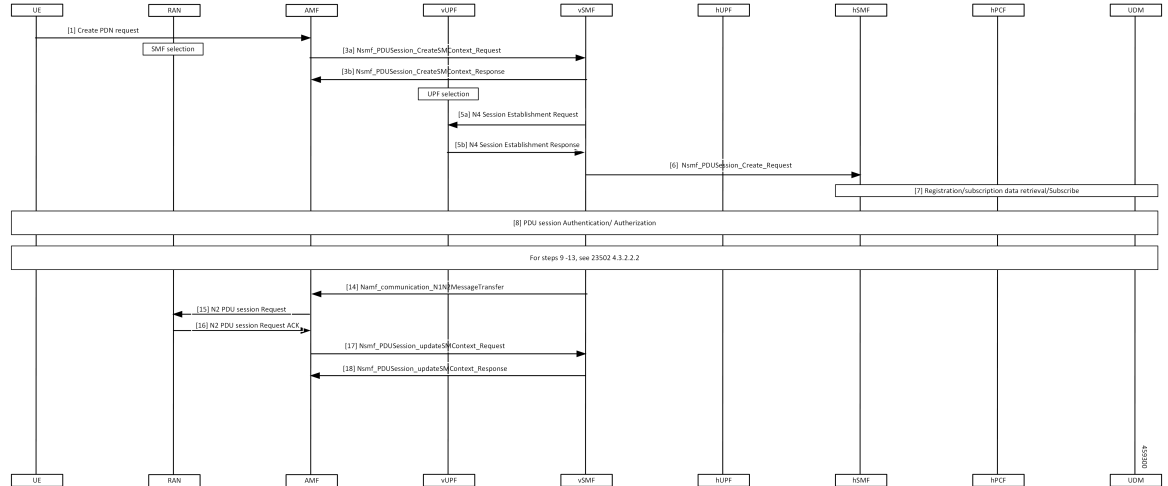 UE
RAN
AMF
vUPF
vSMF
hUPF
hSMF
hPCF
UDM
[1] Create PDN request
SMF selection
[3a] Nsmf_PDUSession_CreateSMContext_Request
[3b] Nsmf_PDUSession_CreateSMContext_Response
UPF selection
[5a] N4 Session Establishment Request
[5b] N4 Session Establishment Response
[6] Nsmf_PDUSession_Create_Request
[7] Registration/subscription data retrieval/Subscribe
[8] PDU session Authentication/ Autherization
For steps 9 -13, see 23502 4.3.2.2.2
[14] Namf_communication_N1N2MessageTransfer
[15] N2 PDU session Request
[16] N2 PDU session Request ACK
[17] Nsmf_PDUSession_updateSMContext_Request
[18] Nsmf_PDUSession_updateSMContext_Response
459300
UE
RAN
AMF
vUPF
vSMF
hUPF
hSMF
hPCF
UDM